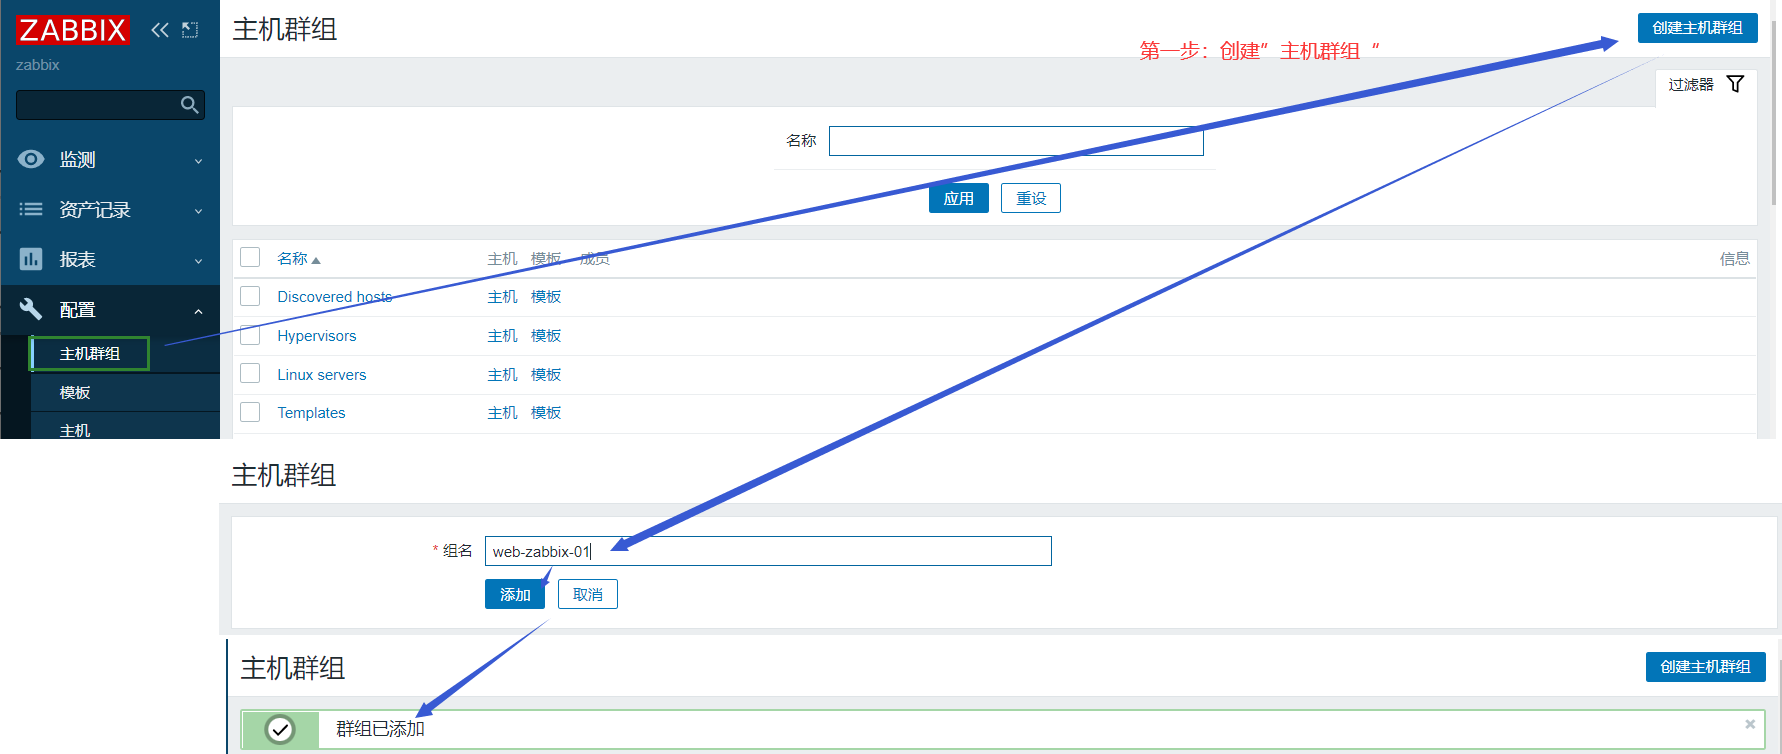 ZABBIX
zabbix
监测
资产记录
报表
配置
主机群组
模板
主机
主机群组
第一步：创建”主机群组“
创建主机群组
过滤器
名称
应用 重设
名称 主机 模板 成员 信息
Discovered hosts 主机 模板
Hypervisors 主机 模板
Linux servers 主机 模板
Templates 主机 模板
主机群组
* 组名 web-zabbix-01
添加 取消
主机群组
创建主机群组
群组已添加